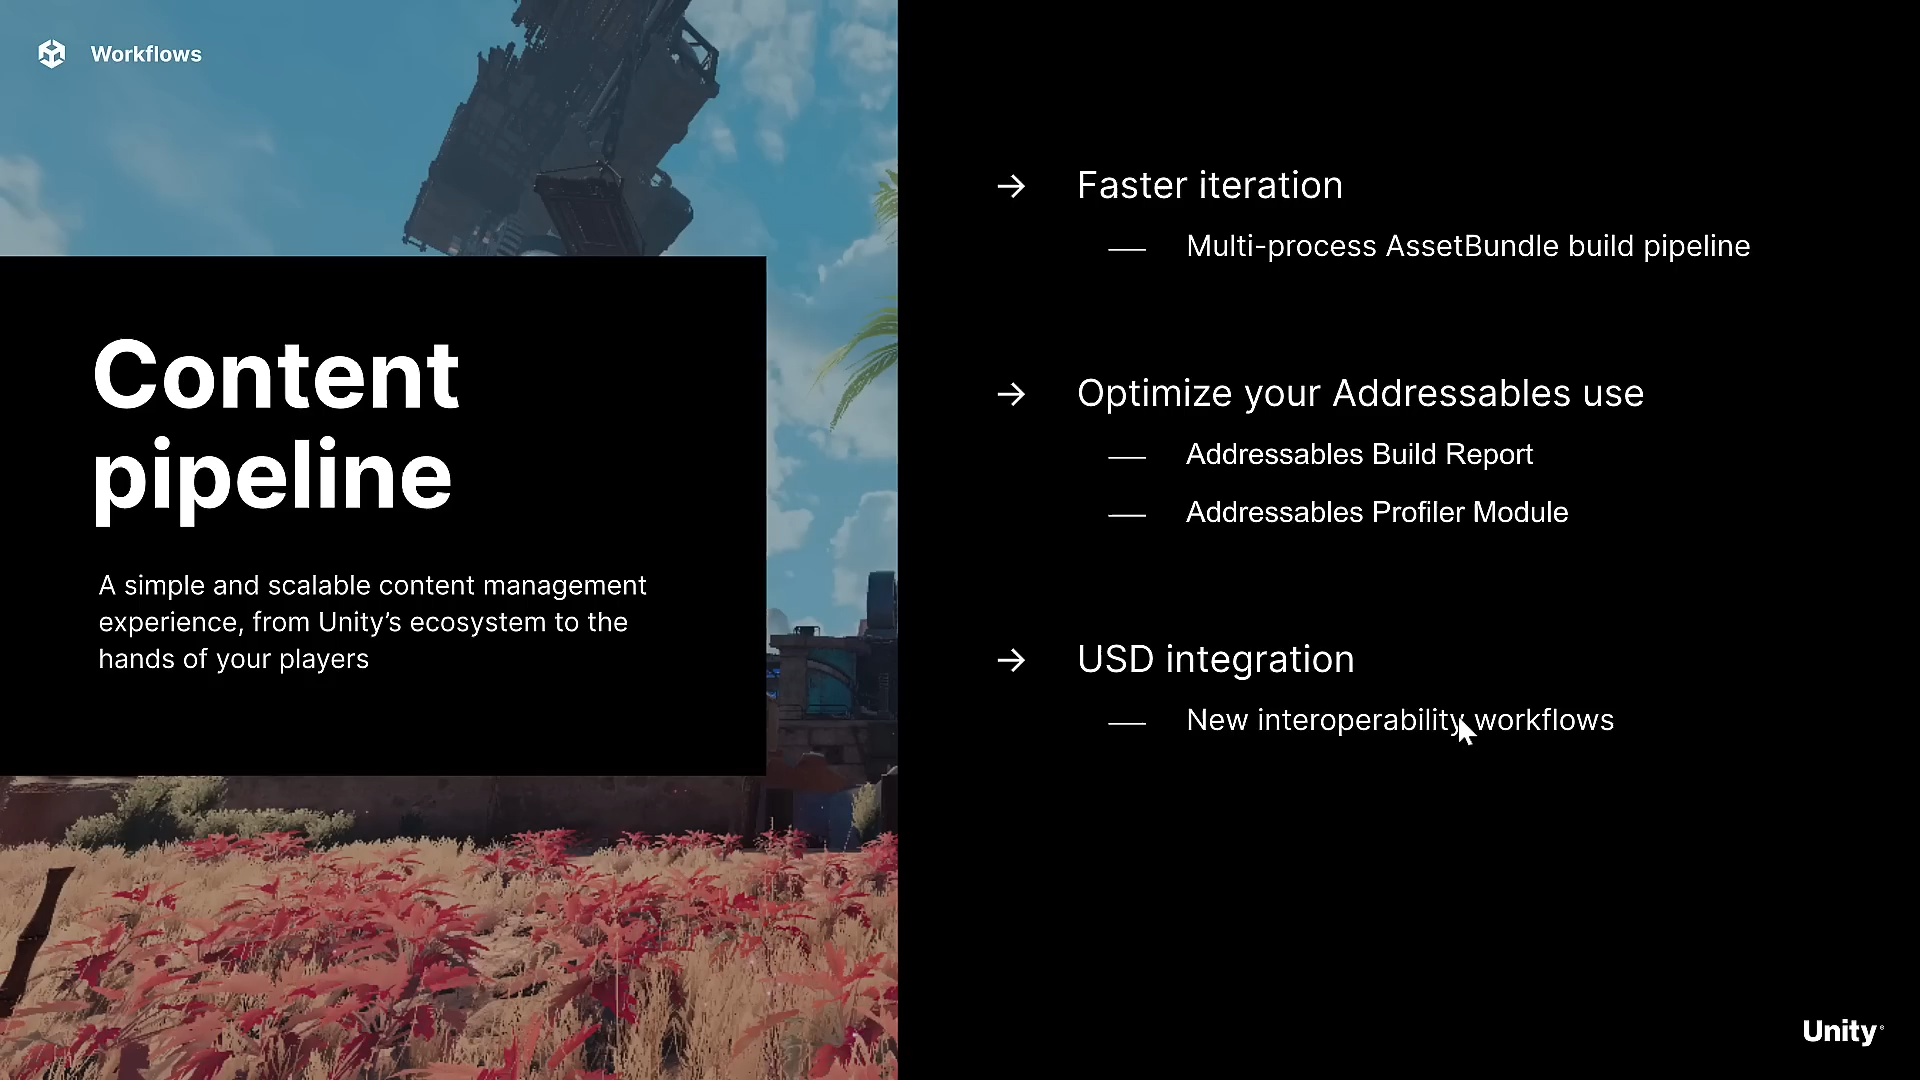 Workflows
Content
pipeline
A simple and scalable content management
experience, from Unity’s ecosystem to the
hands of your players
→ Faster iteration
— Multi-process AssetBundle build pipeline
→ Optimize your Addressables use
— Addressables Build Report
— Addressables Profiler Module
→ USD integration
— New interoperability workflows
Unity®